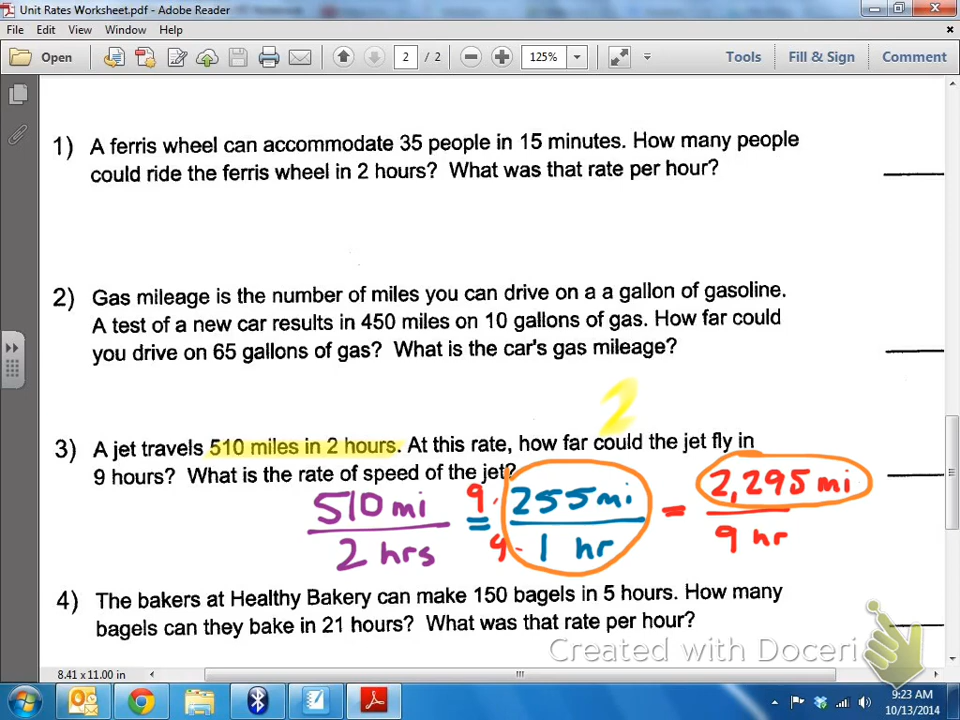 Unit Rates Worksheet.pdf - Adobe Reader
File Edit View Window Help
Open 2 / 2 125% Tools Fill & Sign Comment
1) A ferris wheel can accommodate 35 people in 15 minutes. How many people
could ride the ferris wheel in 2 hours? What was that rate per hour?
2) Gas mileage is the number of miles you can drive on a a gallon of gasoline.
A test of a new car results in 450 miles on 10 gallons of gas. How far could
you drive on 65 gallons of gas? What is the car's gas mileage?
2
3) A jet travels 510 miles in 2 hours. At this rate, how far could the jet fly in
9 hours? What is the rate of speed of the jet?
510 mi 9· 255 mi 2,295 mi
= =
2 hrs 9· 1 hr 9 hr
4) The bakers at Healthy Bakery can make 150 bagels in 5 hours. How many
bagels can they bake in 21 hours? What was that rate per hour?
Created with Doceri
8.41 x 11.00 in
9:23 AM
10/13/2014